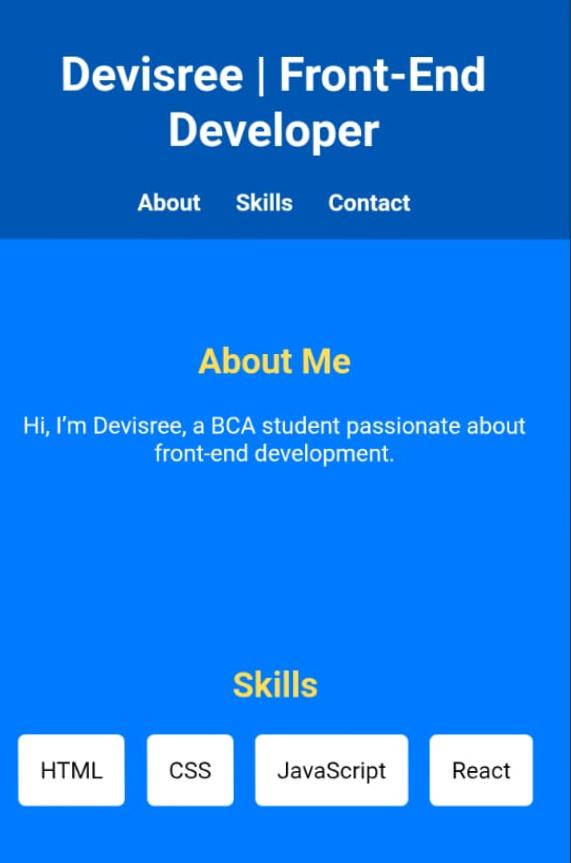 Devisree | Front-End
Developer
About Skills Contact
About Me
Hi, I’m Devisree, a BCA student passionate about
front-end development.
Skills
HTML CSS JavaScript React